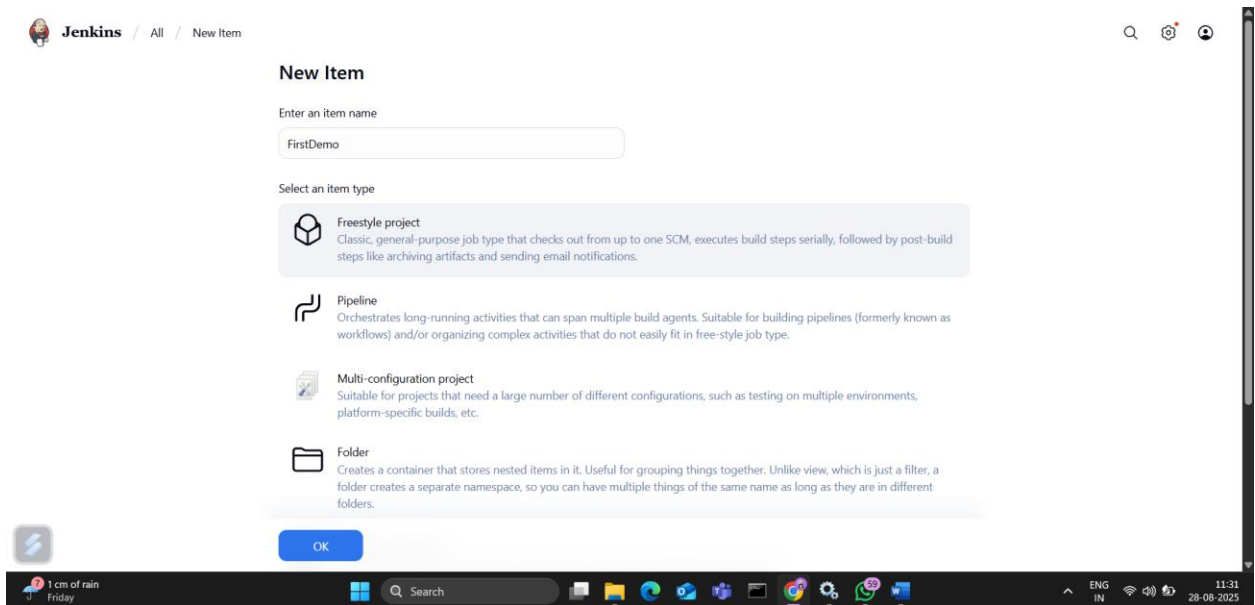 Jenkins / All / New Item
New Item
Enter an item name
FirstDemo
Select an item type
Freestyle project
Classic, general-purpose job type that checks out from up to one SCM, executes build steps serially, followed by post-build
steps like archiving artifacts and sending email notifications.
Pipeline
Orchestrates long-running activities that can span multiple build agents. Suitable for building pipelines (formerly known as
workflows) and/or organizing complex activities that do not easily fit in free-style job type.
Multi-configuration project
Suitable for projects that need a large number of different configurations, such as testing on multiple environments,
platform-specific builds, etc.
Folder
Creates a container that stores nested items in it. Useful for grouping things together. Unlike view, which is just a filter, a
folder creates a separate namespace, so you can have multiple things of the same name as long as they are in different
folders.
OK
7
1 cm of rain
Friday
Search
59
ENG
IN
11:31
28-08-2025